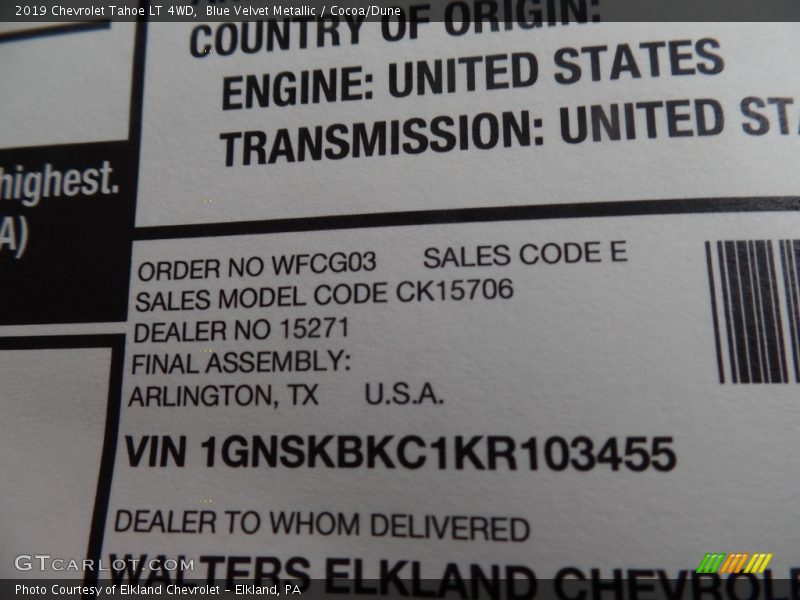 2019 Chevrolet Tahoe LT 4WD, Blue Velvet Metallic / Cocoa/Dune
COUNTRY OF ORIGIN:
ENGINE: UNITED STATES
TRANSMISSION: UNITED STA
highest.
A)
ORDER NO WFCG03 SALES CODE E
SALES MODEL CODE CK15706
DEALER NO 15271
FINAL ASSEMBLY:
ARLINGTON, TX U.S.A.
VIN 1GNSKBKC1KR103455
DEALER TO WHOM DELIVERED
WALTERS ELKLAND CHEVROLE
GTcarlot.com
Photo Courtesy of Elkland Chevrolet - Elkland, PA